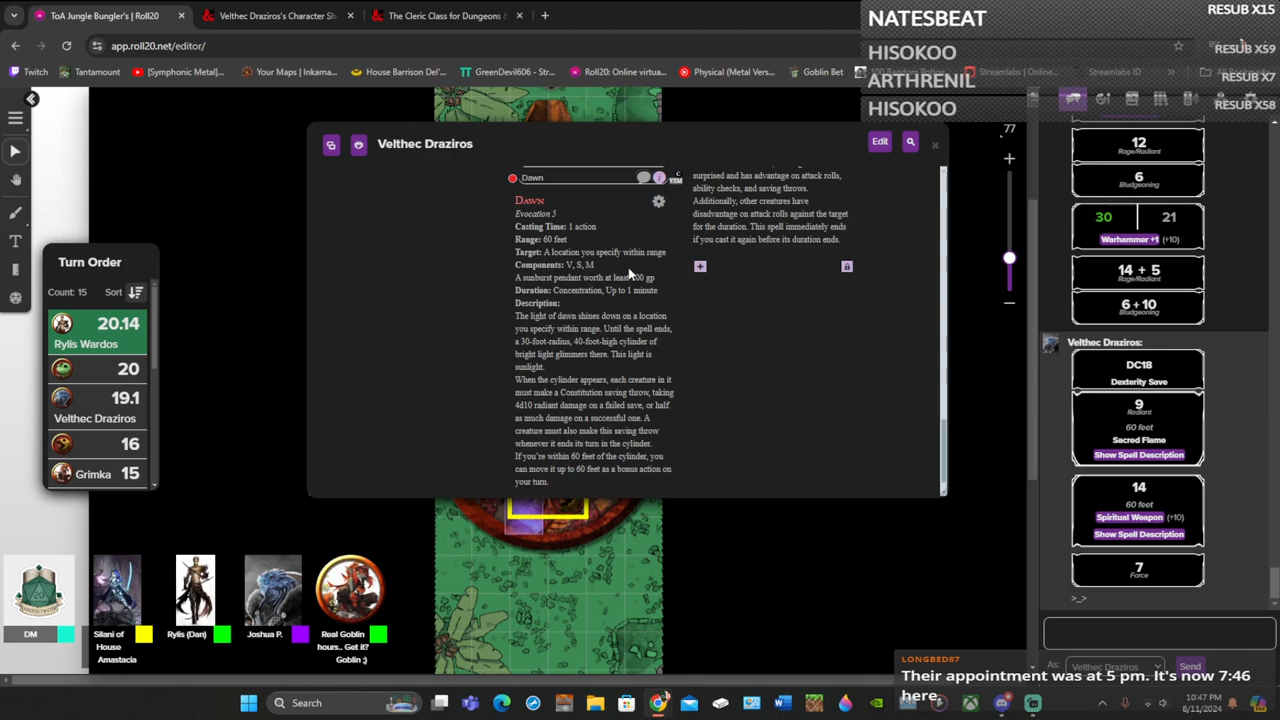 ToA Jungle Bungler's | Roll20
Velthec Draziros's Character Sh
The Cleric Class for Dungeons &
app.roll20.net/editor/
Twitch
Tantamount
[Symphonic Metal]...
Your Maps | Inkarna...
House Barrison Del'...
GreenDevil606 - Str...
Roll20: Online virtua...
Physical (Metal Vers...
Goblin Bet
Streamlabs | Online...
Streamlabs ID
NATESBEAT
RESUB X15
HISOKOO
RESUB X59
ARTHRENIL
RESUB X7
HISOKOO
RESUB X58
77
Velthec Draziros
Edit
Dawn
DAWN
Evocation 5
Casting Time: 1 action
Range: 60 feet
Target: A location you specify within range
Components: V, S, M
A sunburst pendant worth at least 00 gp
Duration: Concentration, Up to 1 minute
Description:
The light of dawn shines down on a location
you specify within range. Until the spell ends,
a 30-foot-radius, 40-foot-high cylinder of
bright light glimmers there. This light is
sunlight.
When the cylinder appears, each creature in it
must make a Constitution saving throw, taking
4d10 radiant damage on a failed save, or half
as much damage on a successful one. A
creature must also make this saving throw
whenever it ends its turn in the cylinder.
If you're within 60 feet of the cylinder, you
can move it up to 60 feet as a bonus action on
your turn.
surprised and has advantage on attack rolls,
ability checks, and saving throws.
Additionally, other creatures have
disadvantage on attack rolls against the target
for the duration. This spell immediately ends
if you cast it again before its duration ends.
Turn Order
Count: 15
Sort
20.14
Rylis Wardos
20
19.1
Velthec Draziros
16
Grimka 15
DM
Silani of
House
Amastacia
Rylis (Dan)
Joshua P.
Real Goblin
hours.. Get it?
Goblin ;)
12
Rage/Radiant
6
Bludgeoning
30 21
Warhammer +1 (+10)
14 + 5
Rage/Radiant
6 + 10
Bludgeoning
Velthec Draziros:
DC18
Dexterity Save
9
Radiant
60 feet
Sacred Flame
Show Spell Description
14
60 feet
Spiritual Weapon (+10)
Show Spell Description
7
Force
>_>
As: Velthec Draziros
Send
LONGBED87
Their appointment was at 5 pm. It's now 7:46
here.
Search
10:47 PM
8/11/2024